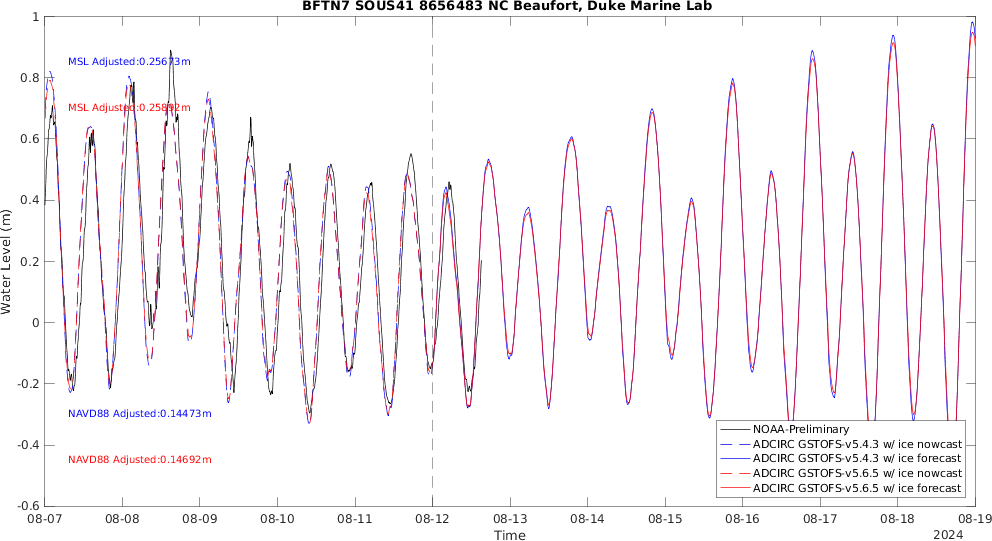 BFTN7 SOUS41 8656483 NC Beaufort, Duke Marine Lab
1
0.8
0.6
0.4
0.2
0
-0.2
-0.4
-0.6
Water Level (m)
MSL Adjusted:0.25673m
MSL Adjusted:0.25892m
NAVD88 Adjusted:0.14473m
NAVD88 Adjusted:0.14692m
NOAA-Preliminary
ADCIRC GSTOFS-v5.4.3 w/ ice nowcast
ADCIRC GSTOFS-v5.4.3 w/ ice forecast
ADCIRC GSTOFS-v5.6.5 w/ ice nowcast
ADCIRC GSTOFS-v5.6.5 w/ ice forecast
08-07 08-08 08-09 08-10 08-11 08-12 08-13 08-14 08-15 08-16 08-17 08-18 08-19
Time
2024